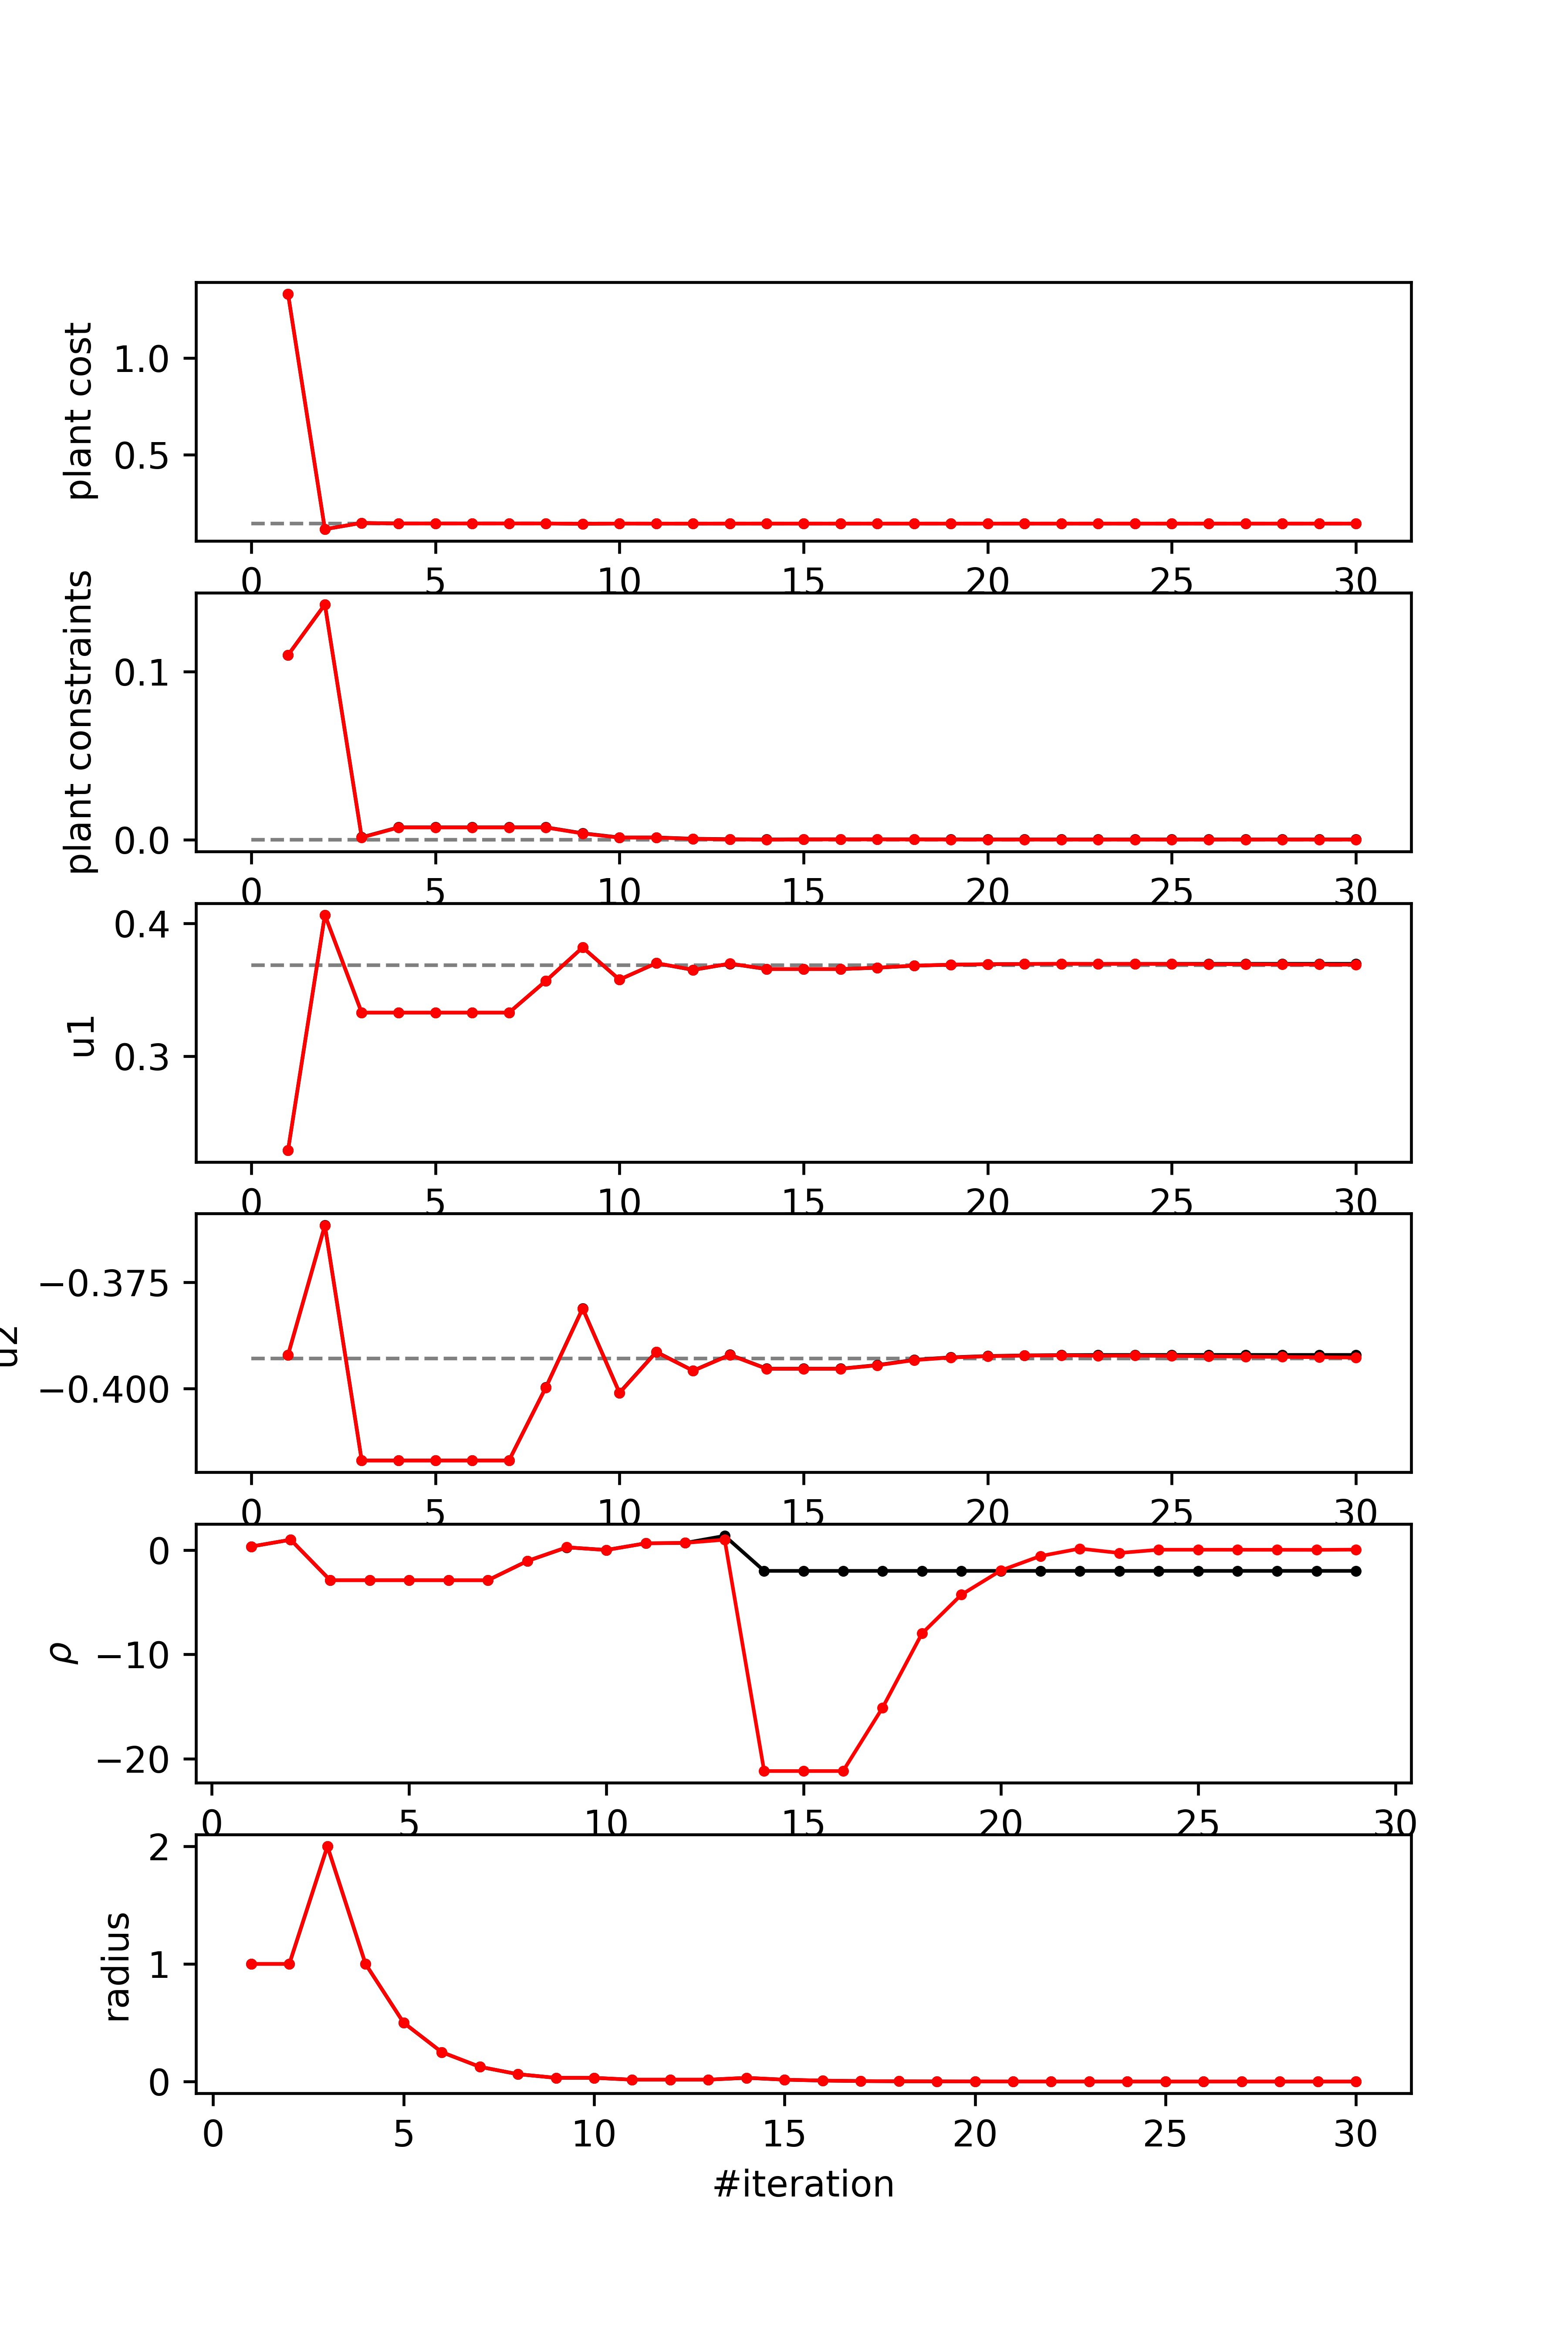 plant cost
1.0
0.5
0 5 10 15 20 25 30
plant constraints
0.1
0.0
0 5 10 15 20 25 30
u1
0.4
0.3
0 5 10 15 20 25 30
u2
−0.375
−0.400
0 5 10 15 20 25 30
ρ
0
−10
−20
0 5 10 15 20 25 30
radius
2
1
0
0 5 10 15 20 25 30
#iteration